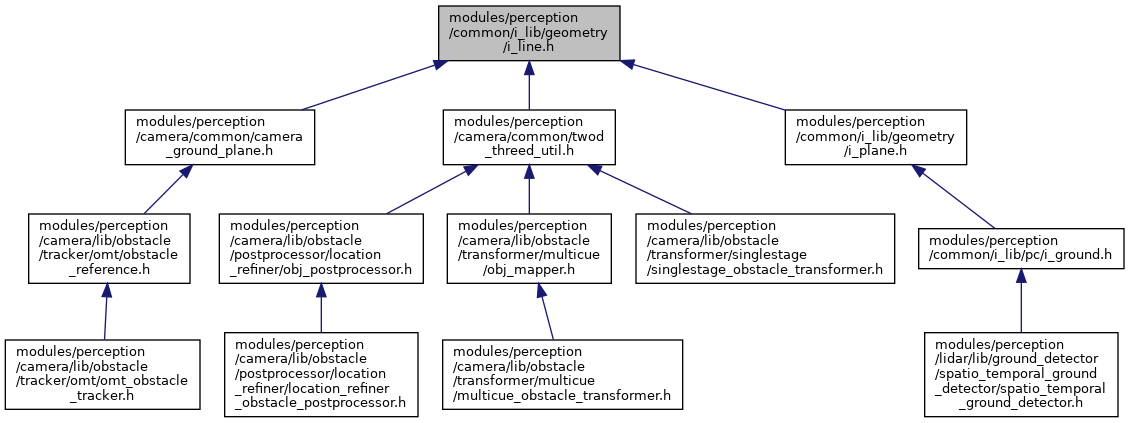 modules/perception
/common/i_lib/geometry
/i_line.h
modules/perception
/camera/common/camera
_ground_plane.h
modules/perception
/camera/common/twod
_threed_util.h
modules/perception
/common/i_lib/geometry
/i_plane.h
modules/perception
/camera/lib/obstacle
/tracker/omt/obstacle
_reference.h
modules/perception
/camera/lib/obstacle
/postprocessor/location
_refiner/obj_postprocessor.h
modules/perception
/camera/lib/obstacle
/transformer/multicue
/obj_mapper.h
modules/perception
/camera/lib/obstacle
/transformer/singlestage
/singlestage_obstacle_transformer.h
modules/perception
/common/i_lib/pc/i_ground.h
modules/perception
/camera/lib/obstacle
/tracker/omt/omt_obstacle
_tracker.h
modules/perception
/camera/lib/obstacle
/postprocessor/location
_refiner/location_refiner
_obstacle_postprocessor.h
modules/perception
/camera/lib/obstacle
/transformer/multicue
/multicue_obstacle_transformer.h
modules/perception
/lidar/lib/ground_detector
/spatio_temporal_ground
_detector/spatio_temporal
_ground_detector.h